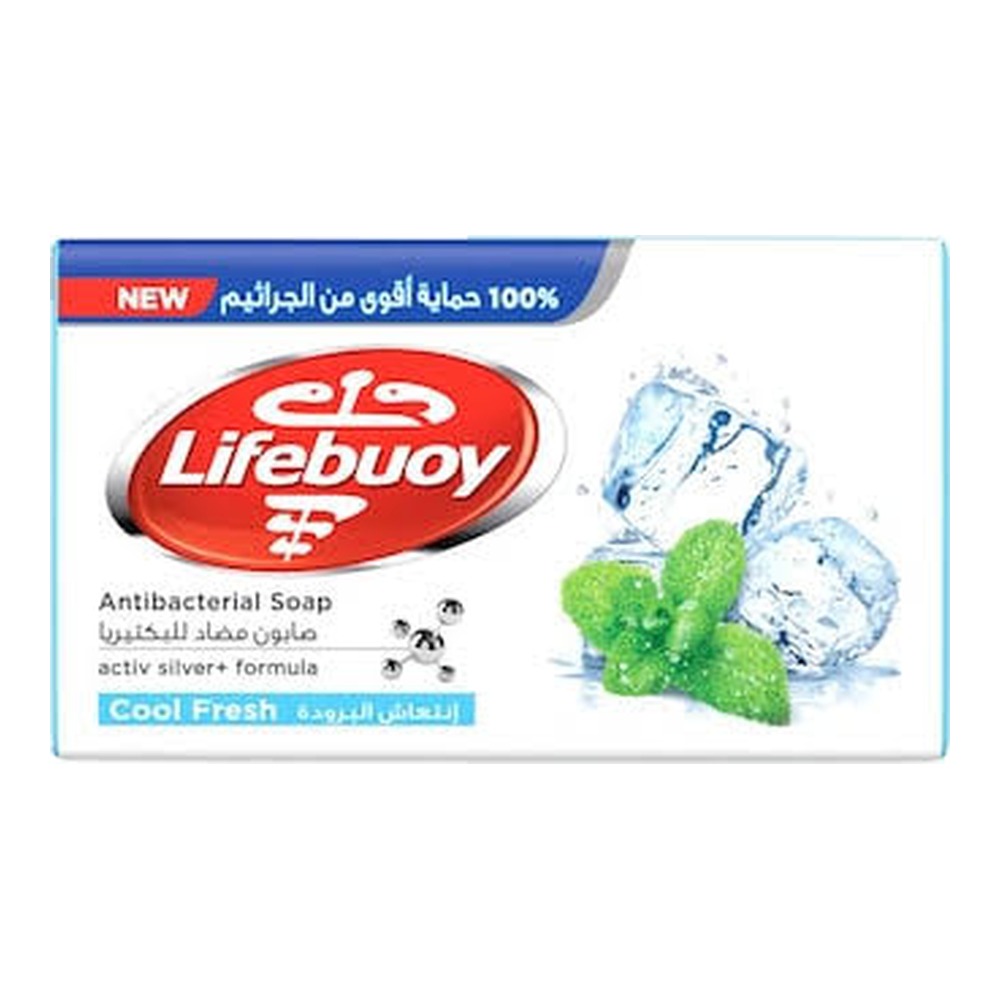 NEW 100% حماية أقوى من الجراثيم
Lifebuoy
Antibacterial Soap
صابون مضاد للبكتيريا
activ silver+ formula
Cool Fresh إنتعاش البرودة